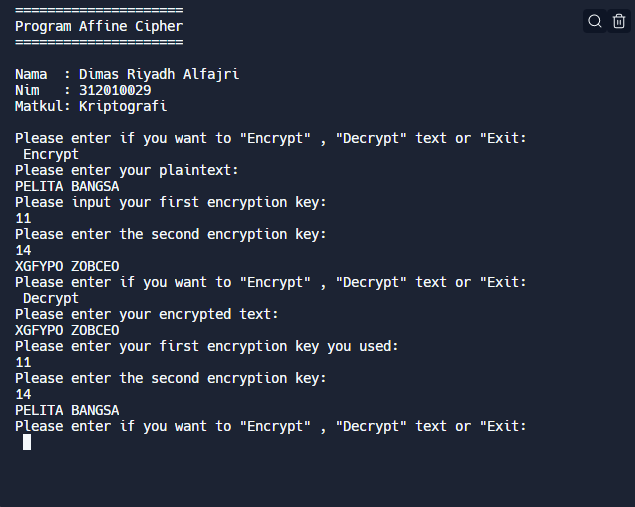 =====================
Program Affine Cipher
=====================
Nama  : Dimas Riyadh Alfajri
Nim   : 312010029
Matkul: Kriptografi
Please enter if you want to "Encrypt" , "Decrypt" text or "Exit:
 Encrypt
Please enter your plaintext:
PELITA BANGSA
Please input your first encryption key:
11
Please enter the second encryption key:
14
XGFYPO ZOBCEO
Please enter if you want to "Encrypt" , "Decrypt" text or "Exit:
 Decrypt
Please enter your encrypted text:
XGFYPO ZOBCEO
Please enter your first encryption key you used:
11
Please enter the second encryption key:
14
PELITA BANGSA
Please enter if you want to "Encrypt" , "Decrypt" text or "Exit: